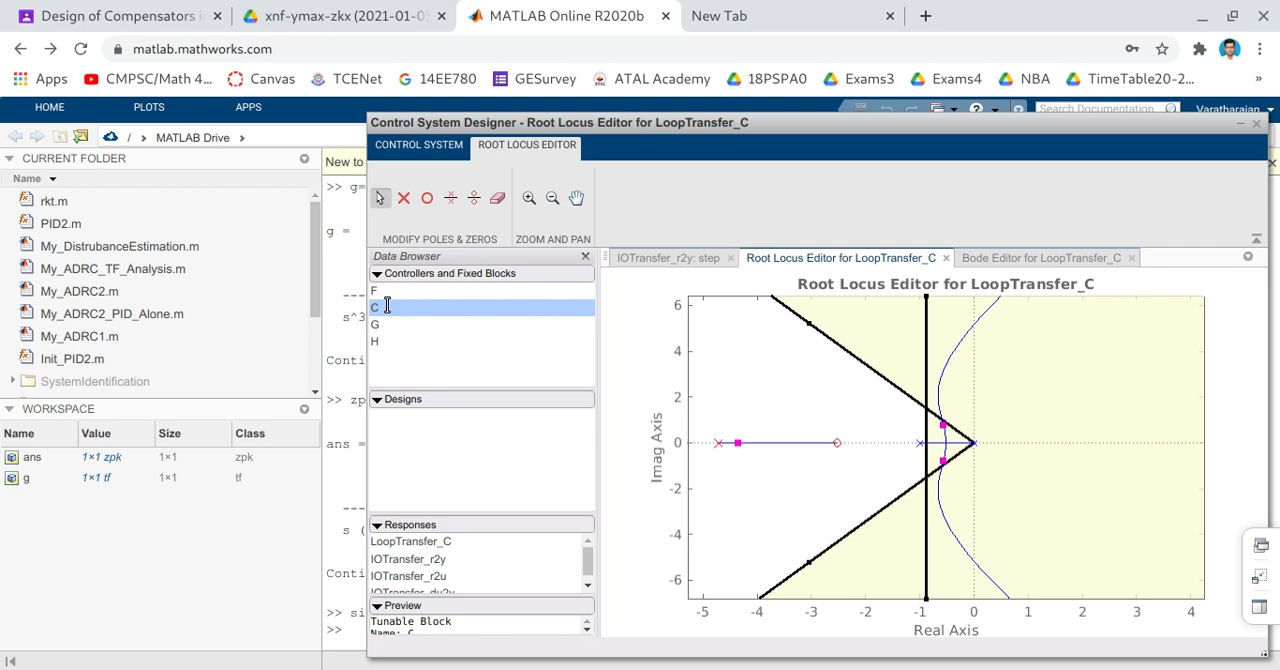 Design of Compensators i
xnf-ymax-zkx (2021-01-0
MATLAB Online R2020b
New Tab
matlab.mathworks.com
Apps
CMPSC/Math 4...
Canvas
TCENet
14EE780
GESurvey
ATAL Academy
18PSPA0
Exams3
Exams4
NBA
TimeTable20-2...
»
HOME
PLOTS
APPS
Search Documentation
Varatharajan
/ › MATLAB Drive ›
Control System Designer - Root Locus Editor for LoopTransfer_C
CONTROL SYSTEM
ROOT LOCUS EDITOR
MODIFY POLES & ZEROS
ZOOM AND PAN
CURRENT FOLDER
Name
rkt.m
PID2.m
My_DistrubanceEstimation.m
My_ADRC_TF_Analysis.m
My_ADRC2.m
My_ADRC2_PID_Alone.m
My_ADRC1.m
Init_PID2.m
SystemIdentification
WORKSPACE
Name Value Size Class
ans 1×1 zpk 1×1 zpk
g 1×1 tf 1×1 tf
New to
>> g=
g =
---
s^3
Conti
>> zp
ans =
---
s (
Conti
>> si
>>
Data Browser
Controllers and Fixed Blocks
F
C
G
H
Designs
Responses
LoopTransfer_C
IOTransfer_r2y
IOTransfer_r2u
IOTransfer_du2y
Preview
Tunable Block
Name: C
IOTransfer_r2y: step
Root Locus Editor for LoopTransfer_C
Bode Editor for LoopTransfer_C
Root Locus Editor for LoopTransfer_C
6
4
2
0
-2
-4
-6
Imag Axis
-5 -4 -3 -2 -1 0 1 2 3 4
Real Axis